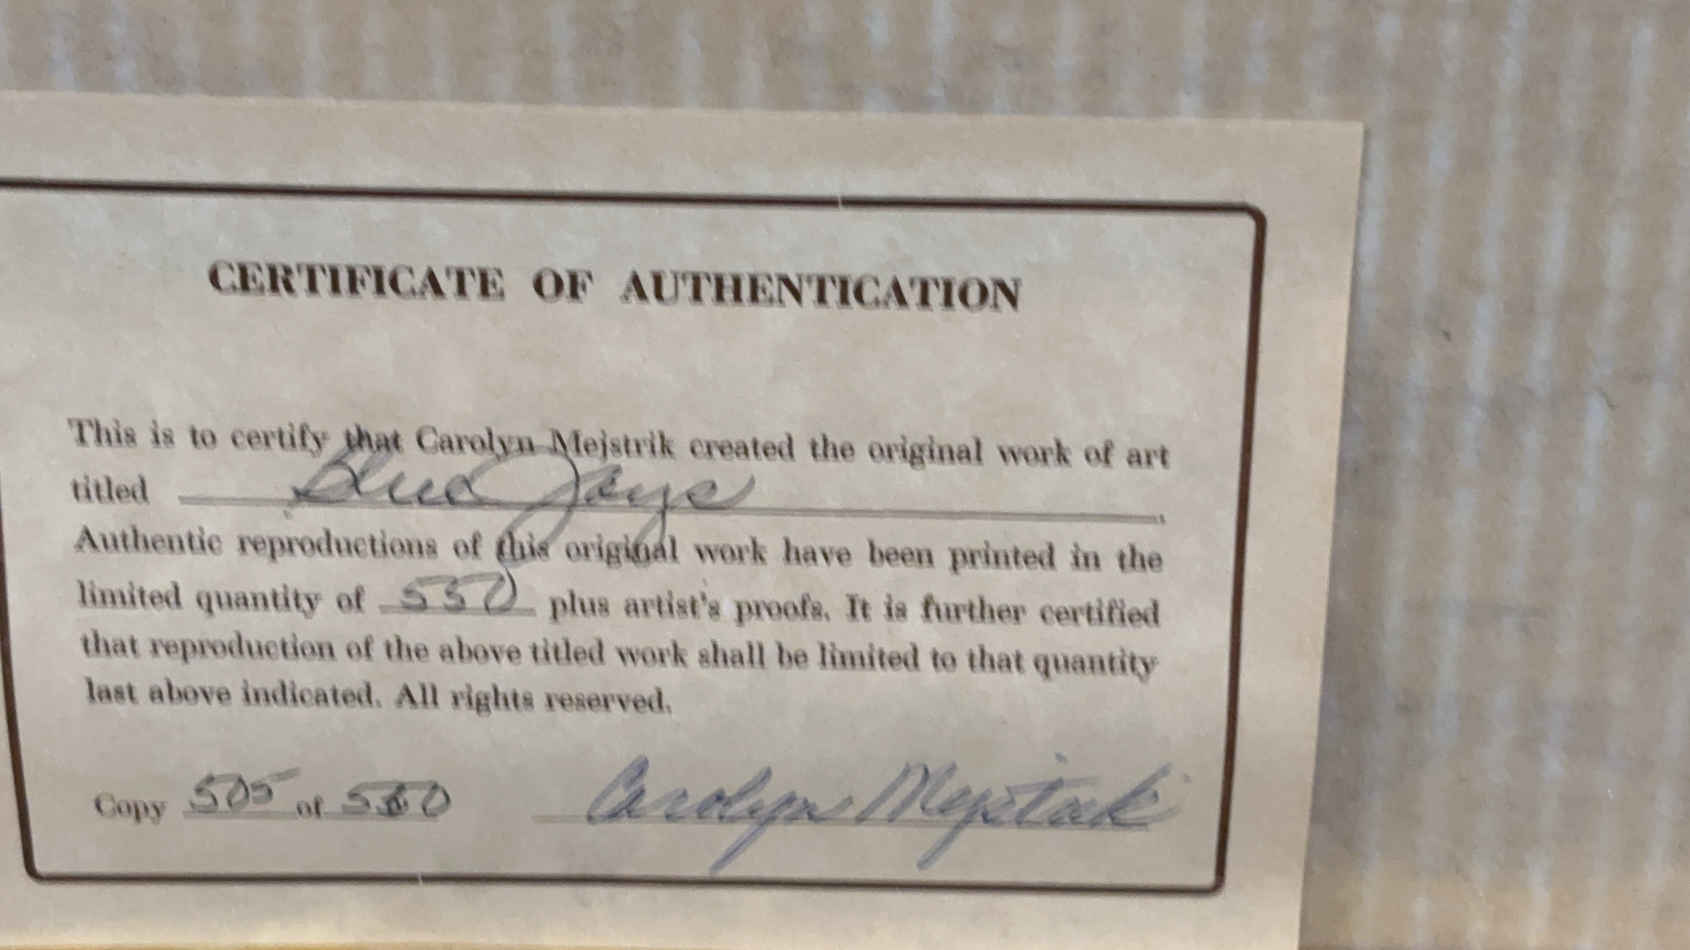 CERTIFICATE OF AUTHENTICATION
This is to certify that Carolyn Mejstrik created the original work of art
titled Blue Jays.
Authentic reproductions of this original work have been printed in the
limited quantity of 550 plus artist's proofs. It is further certified
that reproduction of the above titled work shall be limited to that quantity
last above indicated. All rights reserved.
Copy 505 of 550 Carolyn Mejstrik